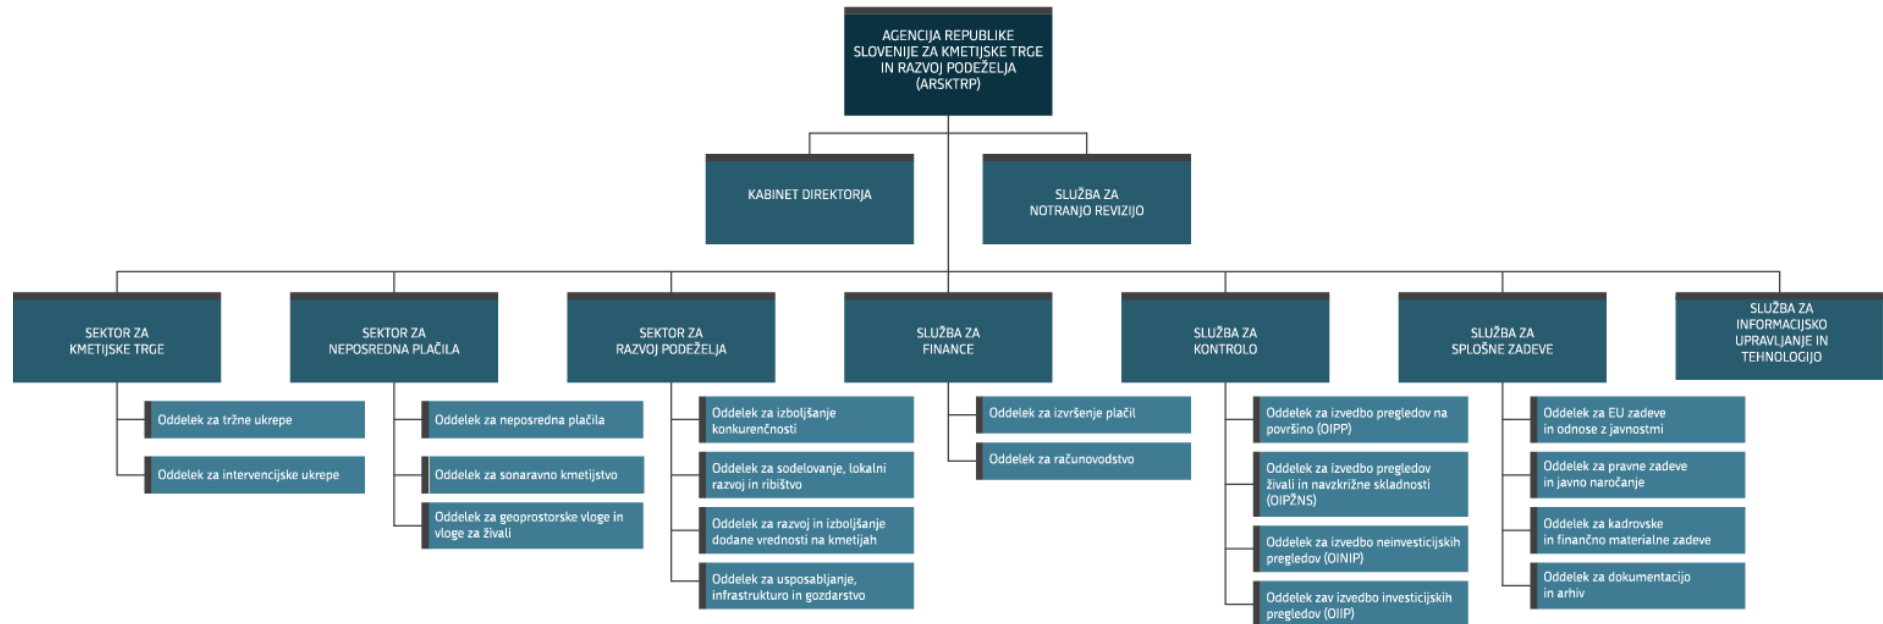 AGENCIJA REPUBLIKE
SLOVENIJE ZA KMETIJSKE TRGE
IN RAZVOJ PODEŽELJA
(ARSKTRP)
KABINET DIREKTORJA
SLUŽBA ZA
NOTRANJO REVIZIJO
SEKTOR ZA
KMETIJSKE TRGE
SEKTOR ZA
NEPOSREDNA PLAČILA
SEKTOR ZA
RAZVOJ PODEŽELJA
SLUŽBA ZA
FINANCE
SLUŽBA ZA
KONTROLO
SLUŽBA ZA
SPLOŠNE ZADEVE
SLUŽBA ZA
INFORMACIJSKO
UPRAVLJANJE IN
TEHNOLOGIJO
Oddelek za tržne ukrepe
Oddelek za intervencijske ukrepe
Oddelek za neposredna plačila
Oddelek za sonaravno kmetijstvo
Oddelek za geoprostorske vloge in
vloge za živali
Oddelek za izboljšanje
konkurenčnosti
Oddelek za sodelovanje, lokalni
razvoj in ribištvo
Oddelek za razvoj in izboljšanje
dodane vrednosti na kmetijah
Oddelek za usposabljanje,
infrastrukturo in gozdarstvo
Oddelek za izvršenje plačil
Oddelek za računovodstvo
Oddelek za izvedbo pregledov na
površino (OIPP)
Oddelek za izvedbo pregledov
živali in navzkrižne skladnosti
(OIPŽNS)
Oddelek za izvedbo neinvesticijskih
pregledov (OINIP)
Oddelek zav izvedbo investicijskih
pregledov (OIIP)
Oddelek za EU zadeve
in odnose z javnostmi
Oddelek za pravne zadeve
in javno naročanje
Oddelek za kadrovske
in finančno materialne zadeve
Oddelek za dokumentacijo
in arhiv